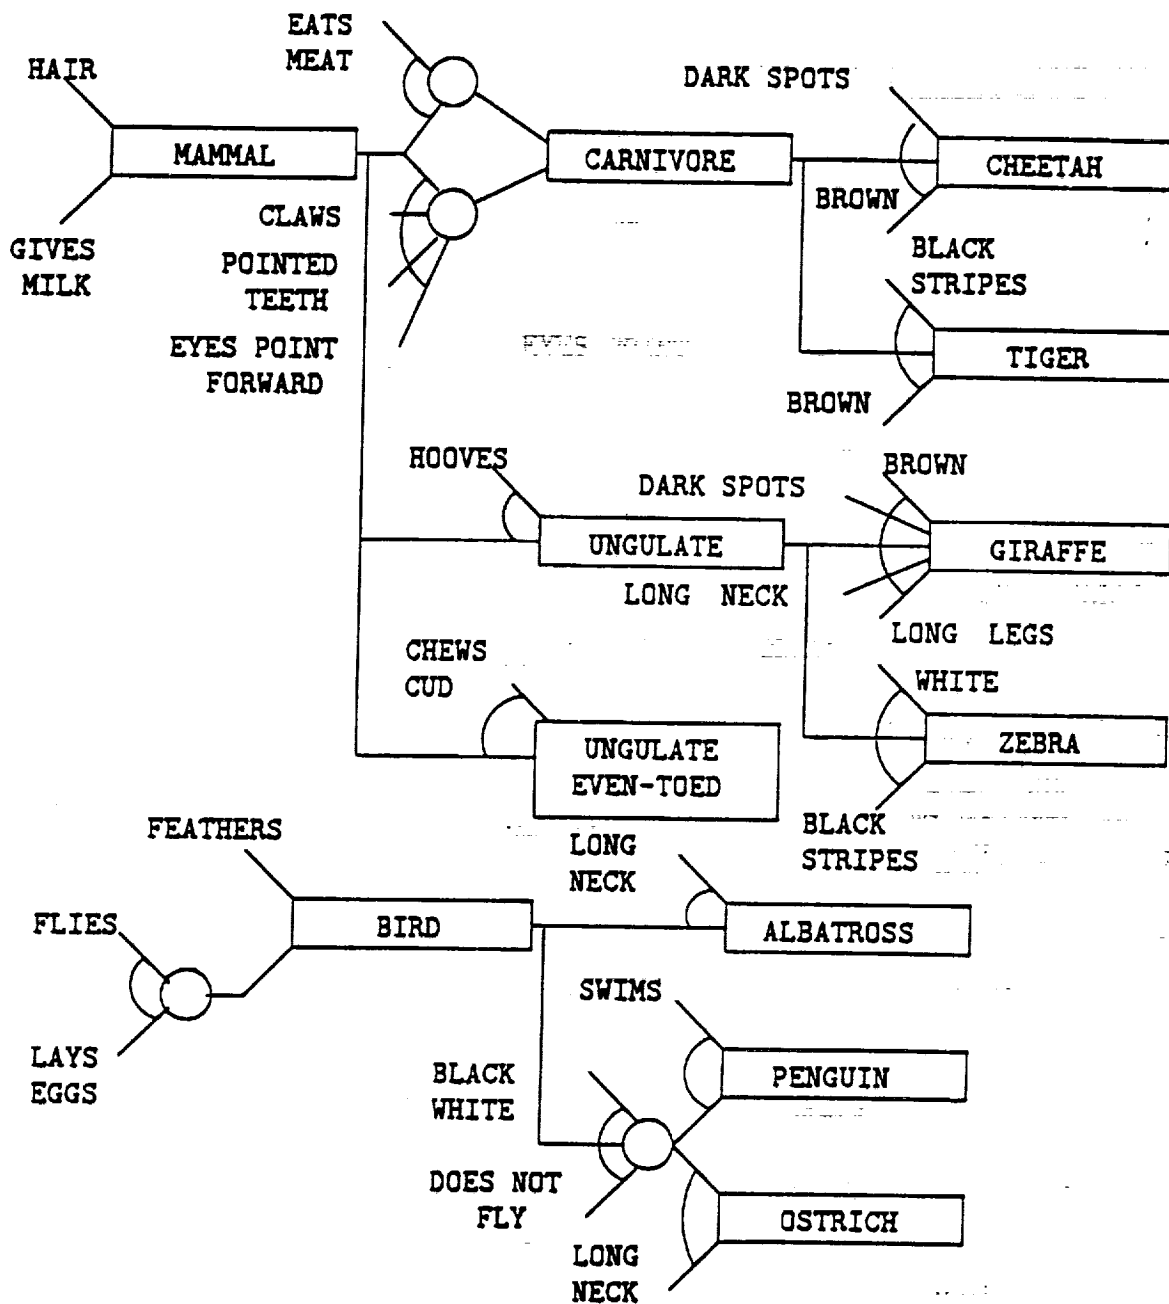 EATS
MEAT
HAIR
DARK SPOTS
MAMMAL
CARNIVORE
CHEETAH
BROWN
CLAWS
GIVES
MILK
POINTED
TEETH
BLACK
STRIPES
EYES POINT
FORWARD
TIGER
BROWN
HOOVES
DARK SPOTS
BROWN
UNGULATE
GIRAFFE
LONG NECK
LONG LEGS
CHEWS
CUD
WHITE
UNGULATE
EVEN-TOED
ZEBRA
BLACK
STRIPES
FEATHERS
LONG
NECK
FLIES
BIRD
ALBATROSS
SWIMS
LAYS
EGGS
BLACK
WHITE
PENGUIN
DOES NOT
FLY
OSTRICH
LONG
NECK